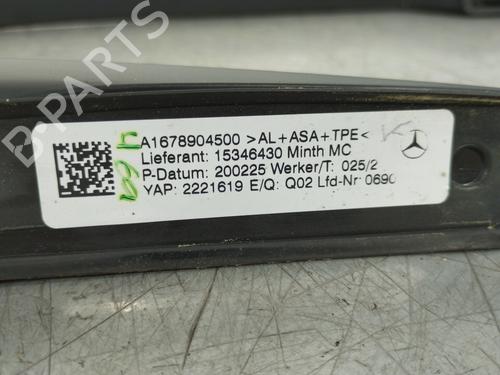 A1678904500 >AL+ASA+TPE<
Lieferant: 15346430 Minth MC
P-Datum: 200225 Werker/T: 025/2
YAP: 2221619 E/Q: Q02 Lfd-Nr: 0690
B-PARTS